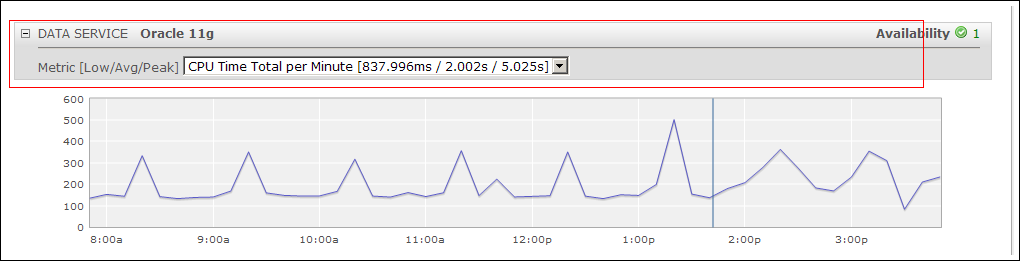 DATA SERVICE Oracle 11g Availability 1
Metric [Low/Avg/Peak] CPU Time Total per Minute [837.996ms / 2.002s / 5.025s]
600
500
400
300
200
100
0
8:00a 9:00a 10:00a 11:00a 12:00p 1:00p 2:00p 3:00p